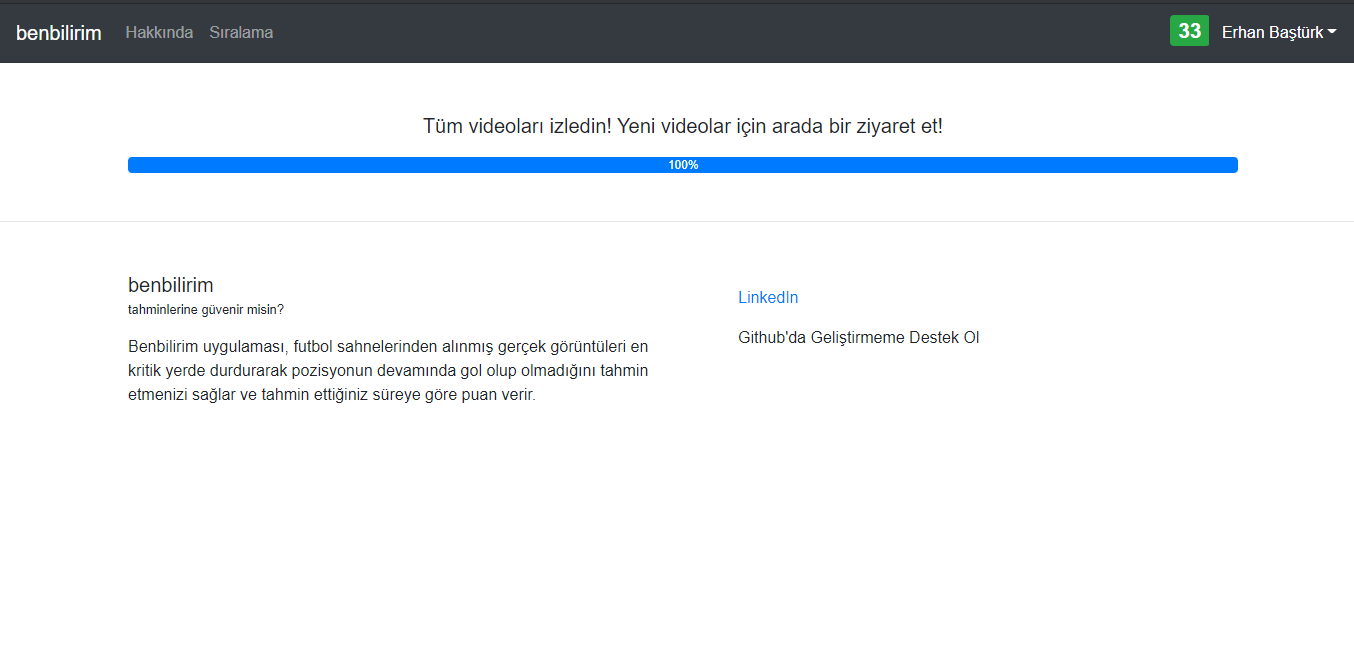 benbilirim Hakkında Sıralama 33 Erhan Baştürk
Tüm videoları izledin! Yeni videolar için arada bir ziyaret et!
100%
benbilirim
tahminlerine güvenir misin?
Benbilirim uygulaması, futbol sahnelerinden alınmış gerçek görüntüleri en
kritik yerde durdurarak pozisyonun devamında gol olup olmadığını tahmin
etmenizi sağlar ve tahmin ettiğiniz süreye göre puan verir.
LinkedIn
Github'da Geliştirmeme Destek Ol